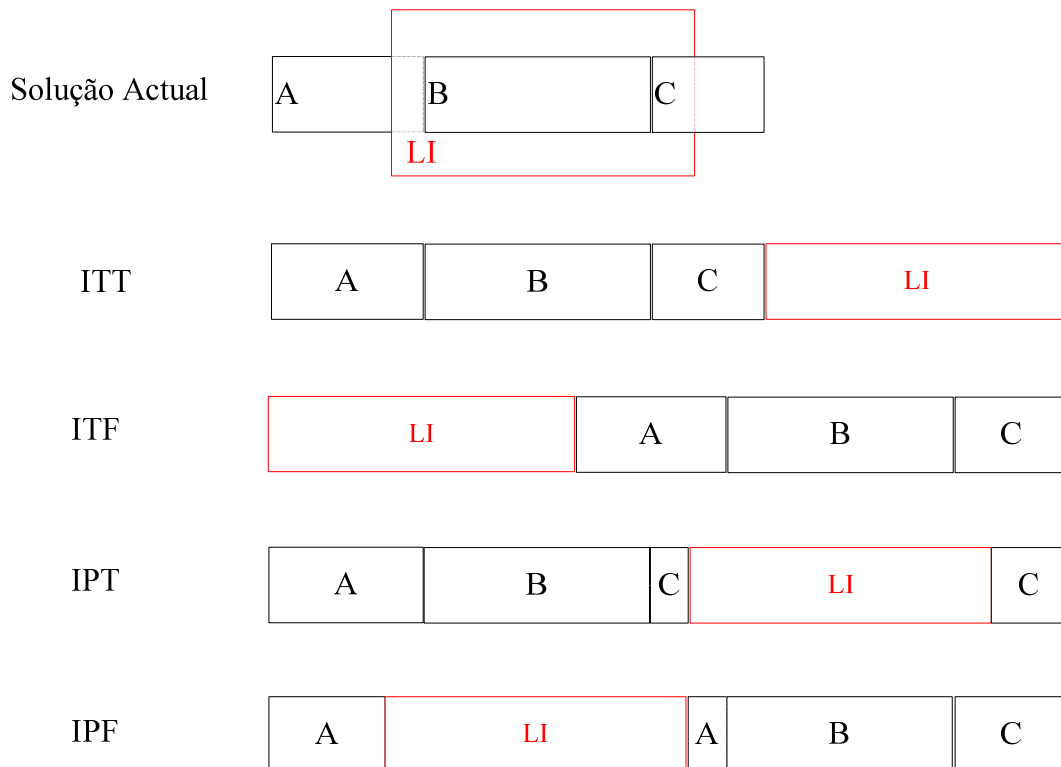 Solução Actual
A B C
LI
ITT A B C LI
ITF LI A B C
IPT A B C LI C
IPF A LI A B C